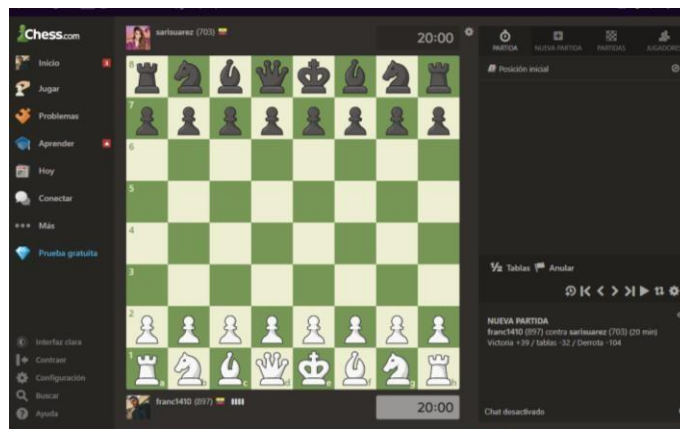 Chess.com
Inicio
3
Jugar
Problemas
Aprender
Hoy
Conectar
Más
Prueba gratuita
Interfaz clara
Contraer
Configuración
Buscar
Ayuda
sarisuarez (703)
20:00
8
7
6
5
4
3
2
1
a b c d e f g h
franc1410 (897)
20:00
PARTIDA NUEVA PARTIDA PARTIDAS JUGADORES
Posición inicial
½ Tablas Anular
NUEVA PARTIDA
franc1410 (897) contra sarisuarez (703) (20 min)
Victoria +39 / tablas -32 / Derrota -104
Chat desactivado